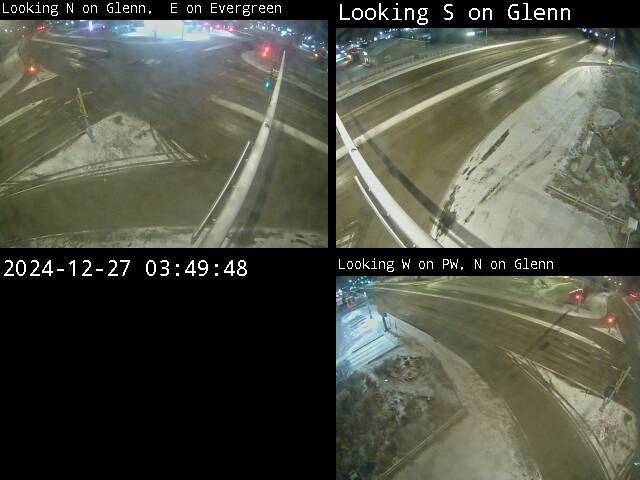 Looking N on Glenn,  E on Evergreen
Looking S on Glenn
2024-12-27 03:49:48
Looking W on PW, N on Glenn